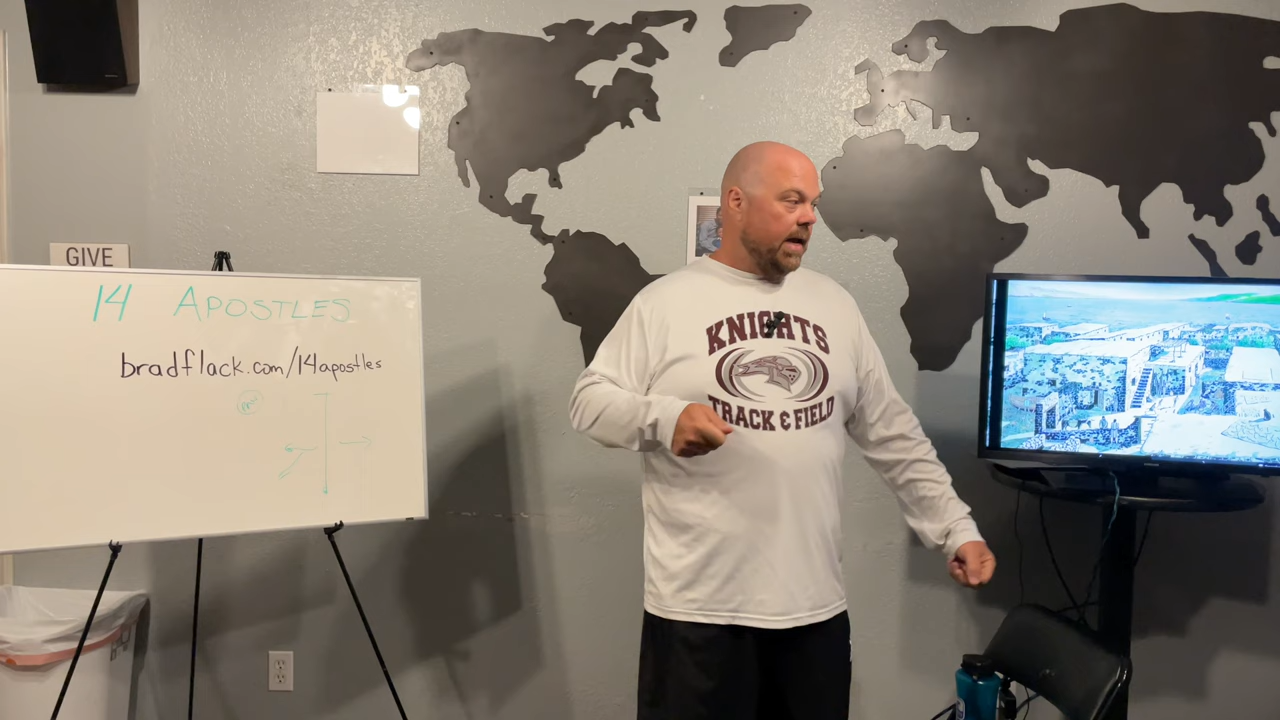 GIVE
14 APOSTLES
bradflack.com/14apostles
KNIGHTS
TRACK & FIELD